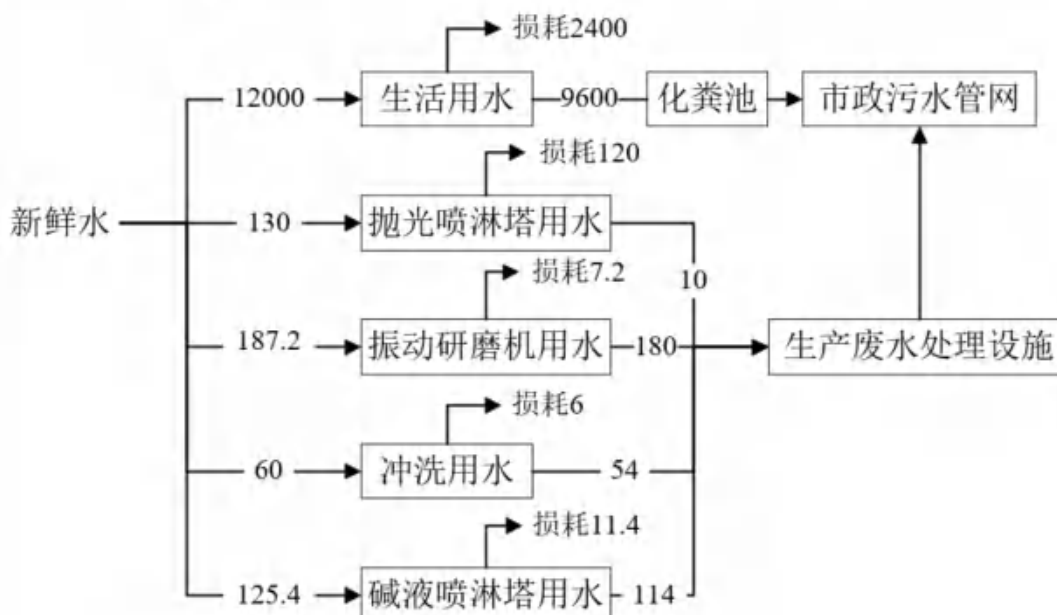 损耗2400
12000 生活用水 9600 化粪池 市政污水管网
损耗120
新鲜水 130 抛光喷淋塔用水
损耗7.2
10
187.2 振动研磨机用水 180 生产废水处理设施
损耗6
60 冲洗用水 54
损耗11.4
125.4 碱液喷淋塔用水 114